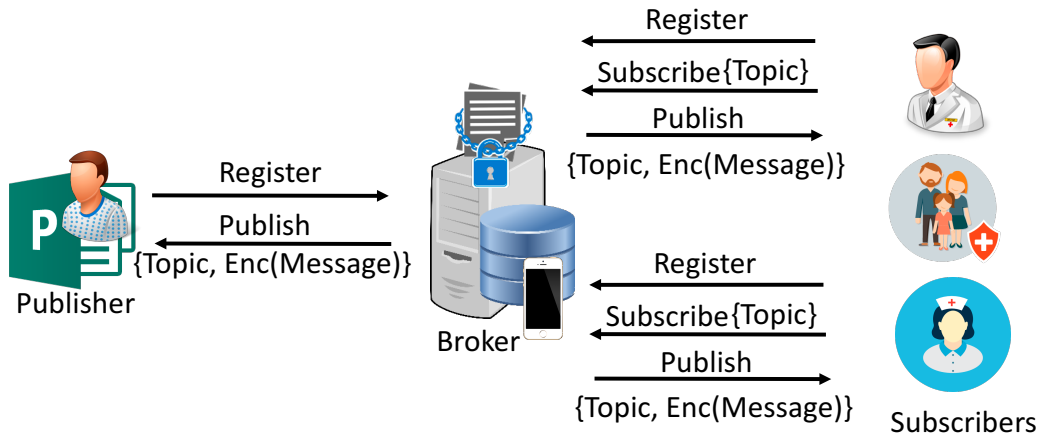 Register
Subscribe{Topic}
Publish
{Topic, Enc(Message)}
Register
Publish
{Topic, Enc(Message)}
P
Publisher
Broker
Register
Subscribe{Topic}
Publish
{Topic, Enc(Message)}
Subscribers